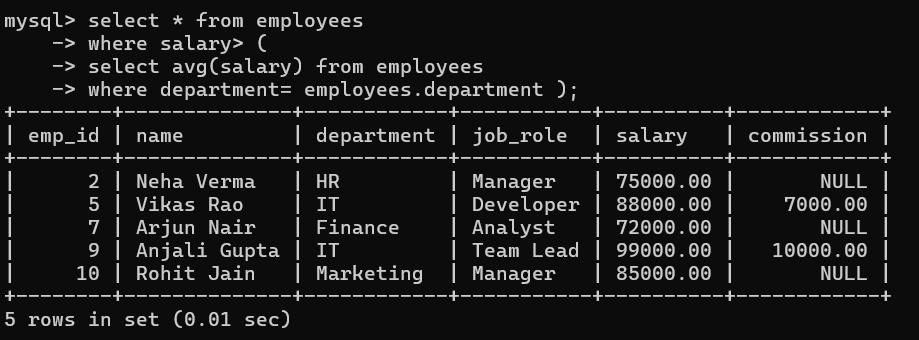 mysql> select * from employees
    -> where salary> (
    -> select avg(salary) from employees
    -> where department= employees.department );
+--------+--------------+------------+-----------+----------+------------+
| emp_id | name         | department | job_role  | salary   | commission |
+--------+--------------+------------+-----------+----------+------------+
|      2 | Neha Verma   | HR         | Manager   | 75000.00 |       NULL |
|      5 | Vikas Rao    | IT         | Developer | 88000.00 |    7000.00 |
|      7 | Arjun Nair   | Finance    | Analyst   | 72000.00 |       NULL |
|      9 | Anjali Gupta | IT         | Team Lead | 99000.00 |   10000.00 |
|     10 | Rohit Jain   | Marketing  | Manager   | 85000.00 |       NULL |
+--------+--------------+------------+-----------+----------+------------+
5 rows in set (0.01 sec)